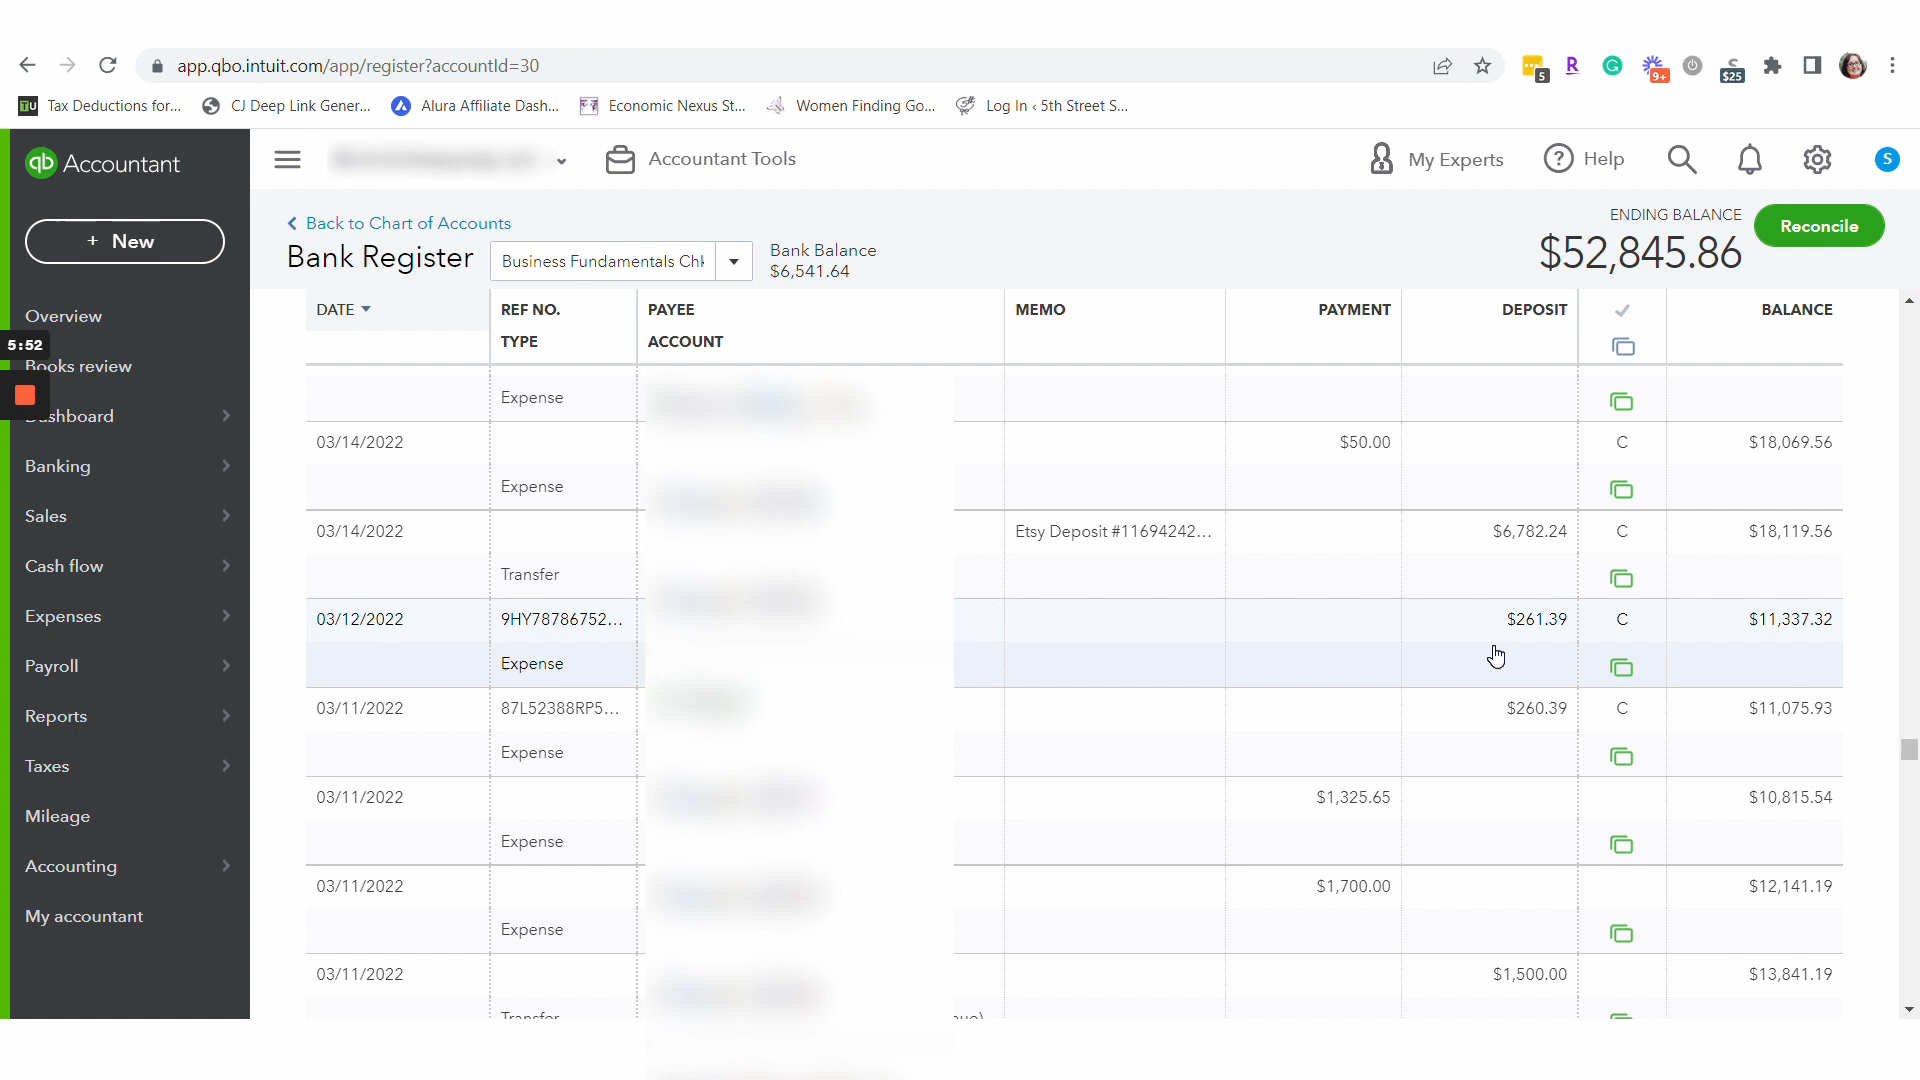 app.qbo.intuit.com/app/register?accountId=30
5
R
G
9+
$25
TU Tax Deductions for...
CJ Deep Link Gener...
Alura Affiliate Dash...
Economic Nexus St...
Women Finding Go...
Log In ‹ 5th Street S...
qb Accountant
Accountant Tools
My Experts
? Help
S
+ New
Back to Chart of Accounts
Bank Register
Business Fundamentals Chk
Bank Balance
$6,541.64
ENDING BALANCE
$52,845.86
Reconcile
Overview
5:52
Books review
shboard
Banking
Sales
Cash flow
Expenses
Payroll
Reports
Taxes
Mileage
Accounting
My accountant
DATE REF NO. PAYEE MEMO PAYMENT DEPOSIT BALANCE
TYPE ACCOUNT
Expense
03/14/2022 $50.00 C $18,069.56
Expense
03/14/2022 Etsy Deposit #11694242... $6,782.24 C $18,119.56
Transfer
03/12/2022 9HY78786752... $261.39 C $11,337.32
Expense
03/11/2022 87L52388RP5... $260.39 C $11,075.93
Expense
03/11/2022 $1,325.65 $10,815.54
Expense
03/11/2022 $1,700.00 $12,141.19
Expense
03/11/2022 $1,500.00 $13,841.19
Transfer